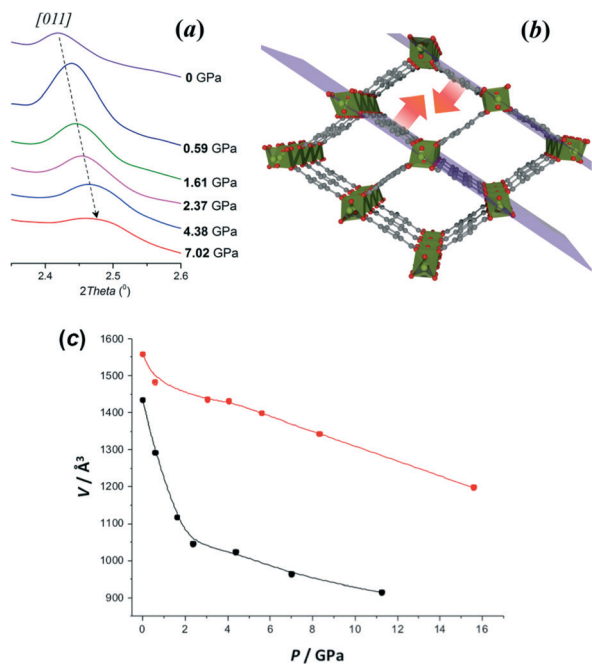 [011]
(a)
0 GPa
0.59 GPa
1.61 GPa
2.37 GPa
4.38 GPa
7.02 GPa
2.4 2.5 2.6
2Theta (⁰)
(b)
(c)
1600
1500
1400
1300
1200
1100
1000
900
V / Å³
0 2 4 6 8 10 12 14 16
P / GPa